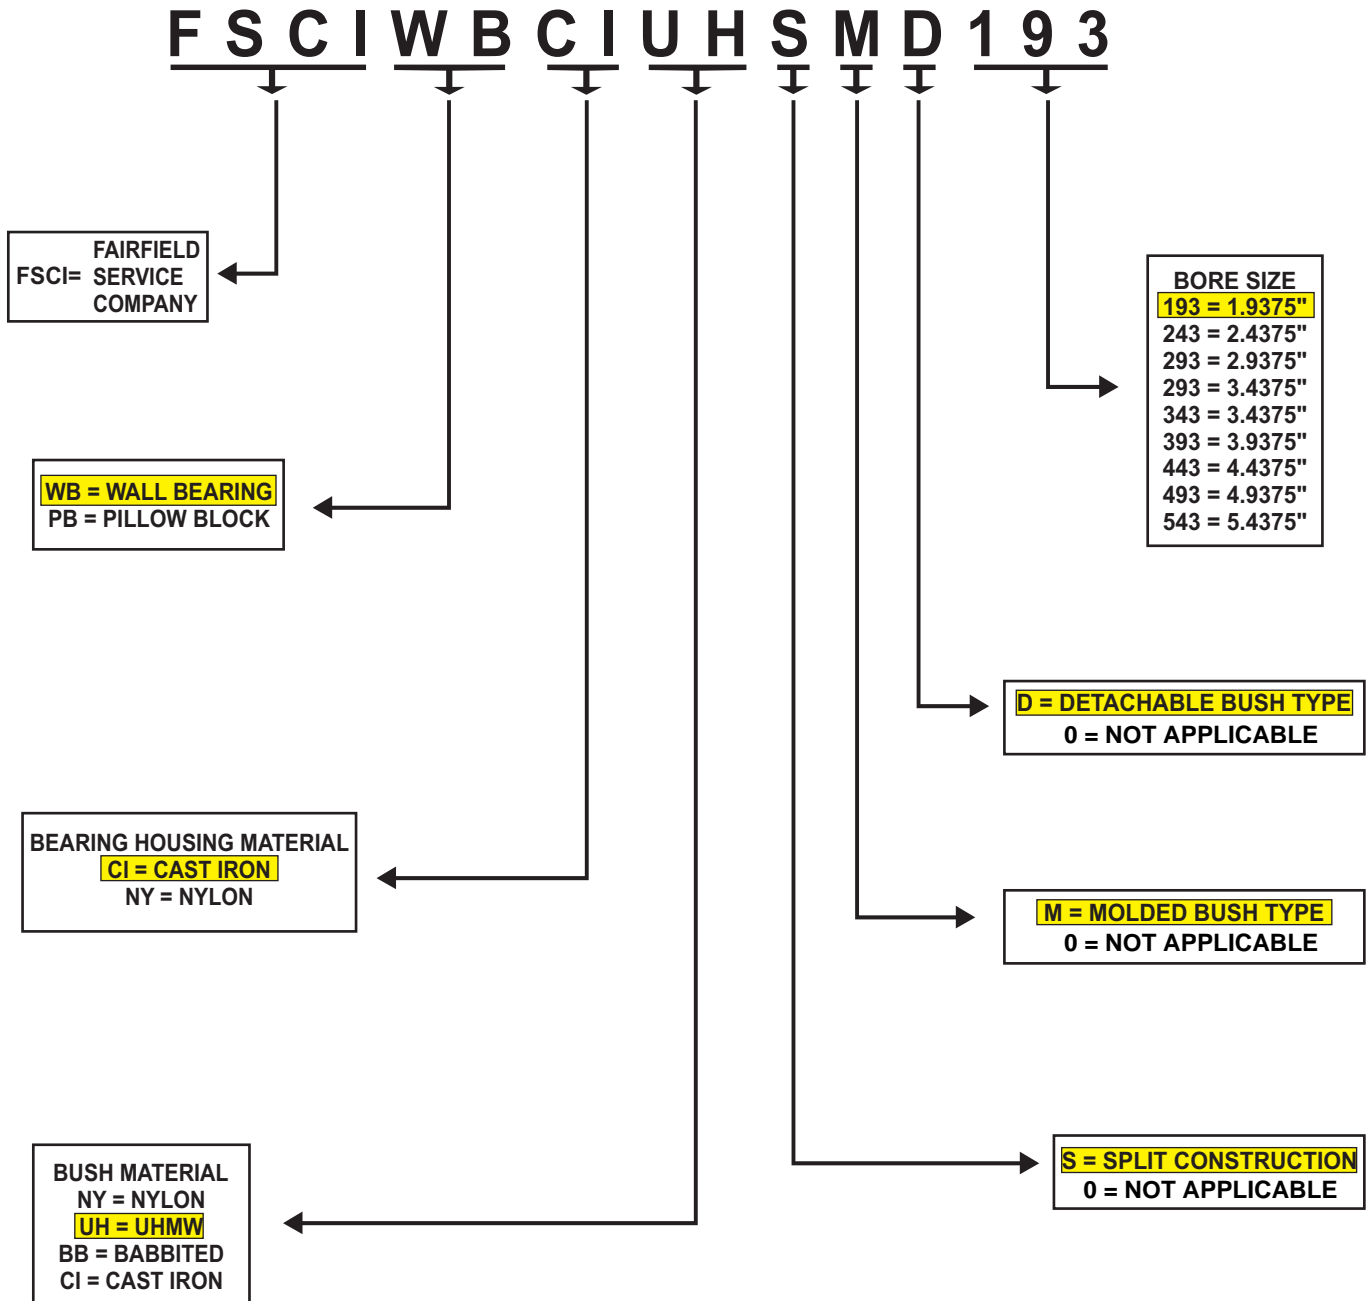 FSCIWBCIUHSMD193
FSCI= FAIRFIELD
SERVICE
COMPANY
BORE SIZE
193 = 1.9375"
243 = 2.4375"
293 = 2.9375"
293 = 3.4375"
343 = 3.4375"
393 = 3.9375"
443 = 4.4375"
493 = 4.9375"
543 = 5.4375"
WB = WALL BEARING
PB = PILLOW BLOCK
D = DETACHABLE BUSH TYPE
0 = NOT APPLICABLE
BEARING HOUSING MATERIAL
CI = CAST IRON
NY = NYLON
M = MOLDED BUSH TYPE
0 = NOT APPLICABLE
BUSH MATERIAL
NY = NYLON
UH = UHMW
BB = BABBITED
CI = CAST IRON
S = SPLIT CONSTRUCTION
0 = NOT APPLICABLE